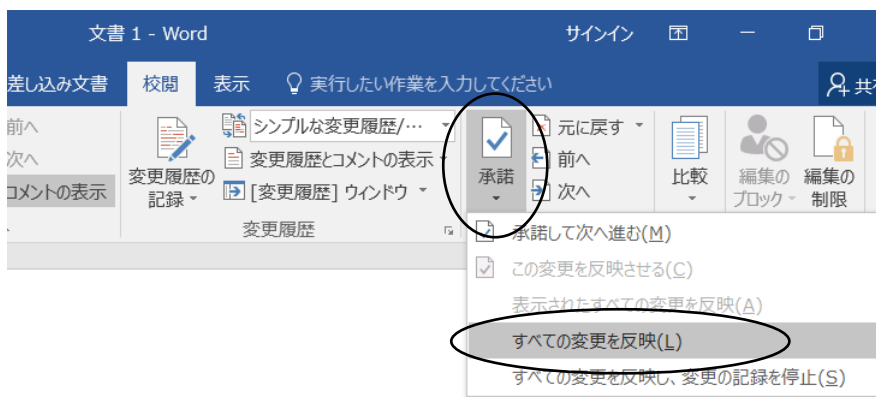 文書 1 - Word サインイン
差し込み文書 校閲 表示 実行したい作業を入力してください
前へ
次へ
コメントの表示
変更履歴の
記録
シンプルな変更履歴/…
変更履歴とコメントの表示
[変更履歴] ウィンドウ
変更履歴
承諾
元に戻す
前へ
次へ
比較
編集の
ブロック
編集の
制限
承諾して次へ進む(M)
この変更を反映させる(C)
表示されたすべての変更を反映(A)
すべての変更を反映(L)
すべての変更を反映し、変更の記録を停止(S)